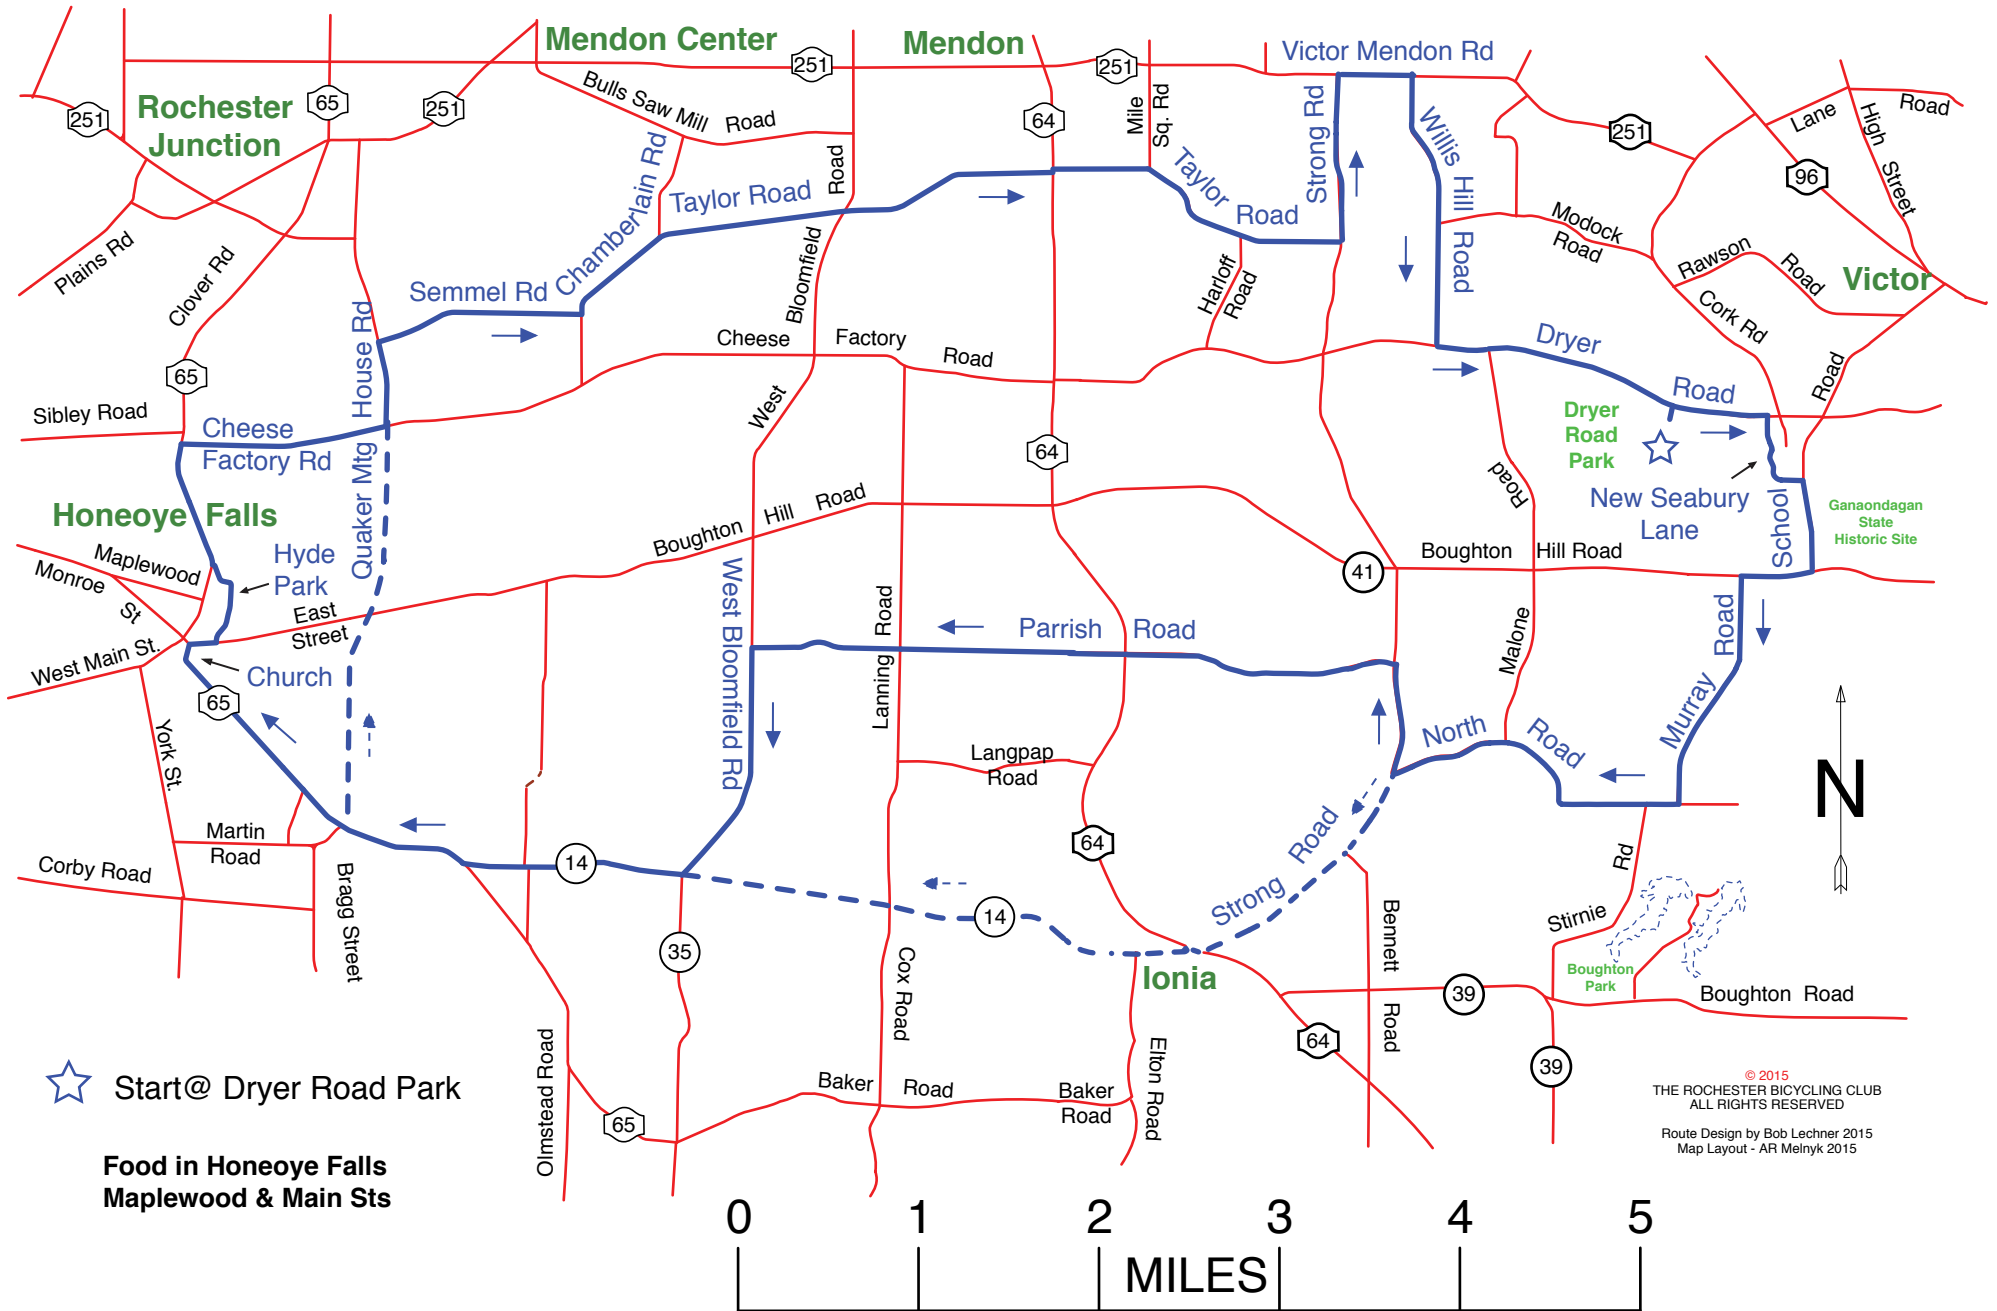 Mendon Center
Mendon
Victor Mendon Rd
251
251
65
251
251
Rochester
Junction
Bulls Saw Mill Road
64
Mile
Sq. Rd
Strong Rd
Willis Hill Road
251
Lane
Road
High Street
96
Plains Rd
Clover Rd
Chamberlain Rd
Taylor Road
Road
Taylor
Road
Modock
Road
Rawson Road
Victor
Semmel Rd
Bloomfield
Harloff
Road
Cork Rd
Quaker Mtg House Rd
65
Cheese Factory Road
Dryer
Road
Road
Sibley Road
Cheese
Factory Rd
West
64
Dryer
Road
Park
Road
New Seabury
Lane
School
Ganaondagan
State
Historic Site
Honeoye Falls
Maplewood
Monroe
St
Hyde
Park
Boughton Hill Road
41
Boughton Hill Road
East
Street
West Main St.
Church
65
York St.
West Bloomfield Rd
Lanning Road
Parrish Road
Malone
Murray Road
North Road
Langpap
Road
N
Martin
Road
Corby Road
Bragg Street
14
64
Strong Road
14
35
Cox Road
Ionia
Bennett Road
Rd
Stirnie
Boughton
Park
39
Boughton Road
64
39
Olmstead Road
65
Baker Road
Baker
Road
Elton Road
Start@ Dryer Road Park
Food in Honeoye Falls
Maplewood & Main Sts
© 2015
THE ROCHESTER BICYCLING CLUB
ALL RIGHTS RESERVED
Route Design by Bob Lechner 2015
Map Layout - AR Melnyk 2015
0 1 2 3 4 5
MILES